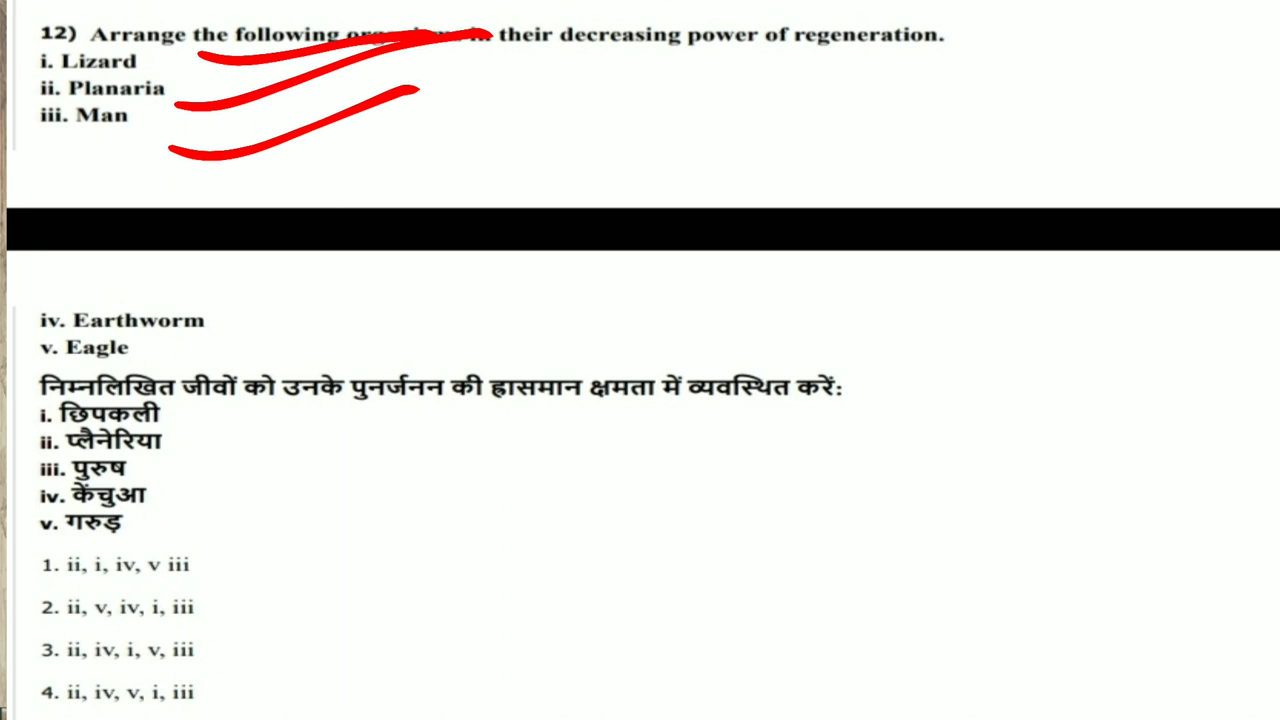 12) Arrange the following organisms in their decreasing power of regeneration.
i. Lizard
ii. Planaria
iii. Man
iv. Earthworm
v. Eagle
निम्नलिखित जीवों को उनके पुनर्जनन की ह्रासमान क्षमता में व्यवस्थित करें:
i. छिपकली
ii. प्लैनेरिया
iii. पुरुष
iv. केंचुआ
v. गरुड़
1. ii, i, iv, v iii
2. ii, v, iv, i, iii
3. ii, iv, i, v, iii
4. ii, iv, v, i, iii